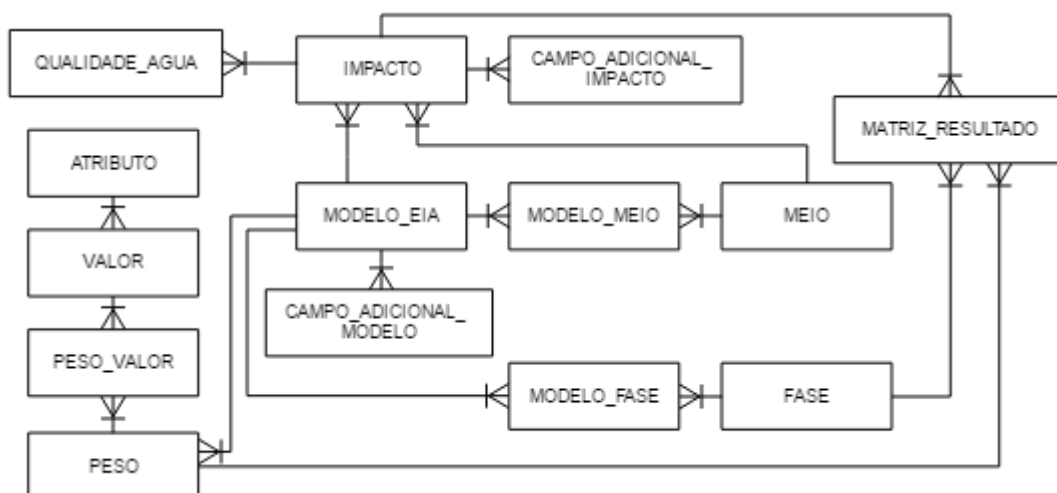 QUALIDADE_AGUA
IMPACTO
CAMPO_ADICIONAL_
IMPACTO
MATRIZ_RESULTADO
ATRIBUTO
MODELO_EIA
MODELO_MEIO
MEIO
VALOR
CAMPO_ADICIONAL_
MODELO
PESO_VALOR
MODELO_FASE
FASE
PESO